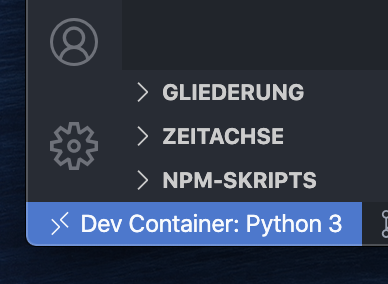 GLIEDERUNG
ZEITACHSE
NPM-SKRIPTS
Dev Container: Python 3